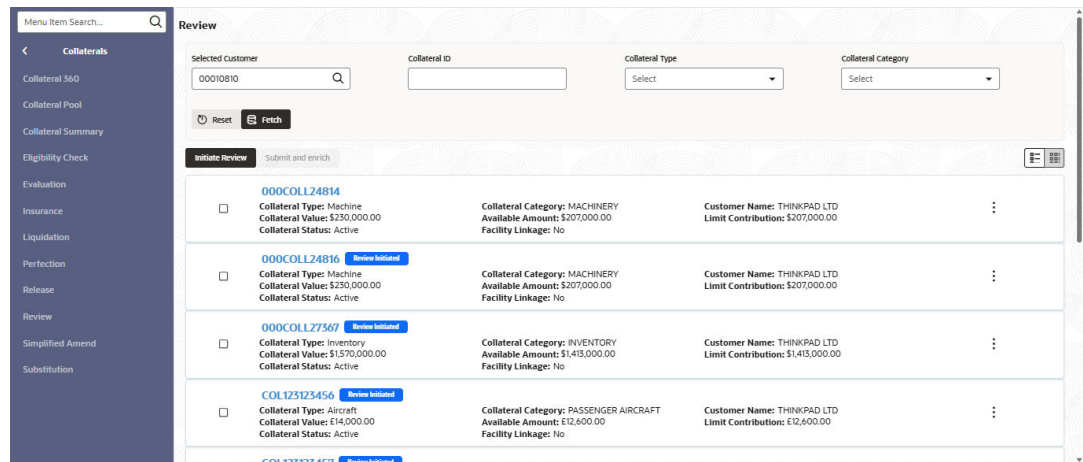 Menu Item Search...
Collaterals
Collateral 360
Collateral Pool
Collateral Summary
Eligibility Check
Evaluation
Insurance
Liquidation
Perfection
Release
Review
Simplified Amend
Substitution
Review
Selected Customer Collateral ID Collateral Type Collateral Category
00010810 Select Select
Reset Fetch
Initiate Review Submit and enrich
000COLL24814
Collateral Type: Machine Collateral Category: MACHINERY Customer Name: THINKPAD LTD
Collateral Value: $230,000.00 Available Amount: $207,000.00 Limit Contribution: $207,000.00
Collateral Status: Active Facility Linkage: No
000COLL24816 Review Initiated
Collateral Type: Machine Collateral Category: MACHINERY Customer Name: THINKPAD LTD
Collateral Value: $230,000.00 Available Amount: $207,000.00 Limit Contribution: $207,000.00
Collateral Status: Active Facility Linkage: No
000COLL27367 Review Initiated
Collateral Type: Inventory Collateral Category: INVENTORY Customer Name: THINKPAD LTD
Collateral Value: $1,570,000.00 Available Amount: $1,413,000.00 Limit Contribution: $1,413,000.00
Collateral Status: Active Facility Linkage: No
COL123123456 Review Initiated
Collateral Type: Aircraft Collateral Category: PASSENGER AIRCRAFT Customer Name: THINKPAD LTD
Collateral Value: £14,000.00 Available Amount: £12,600.00 Limit Contribution: £12,600.00
Collateral Status: Active Facility Linkage: No
COL123123457 Review Initiated